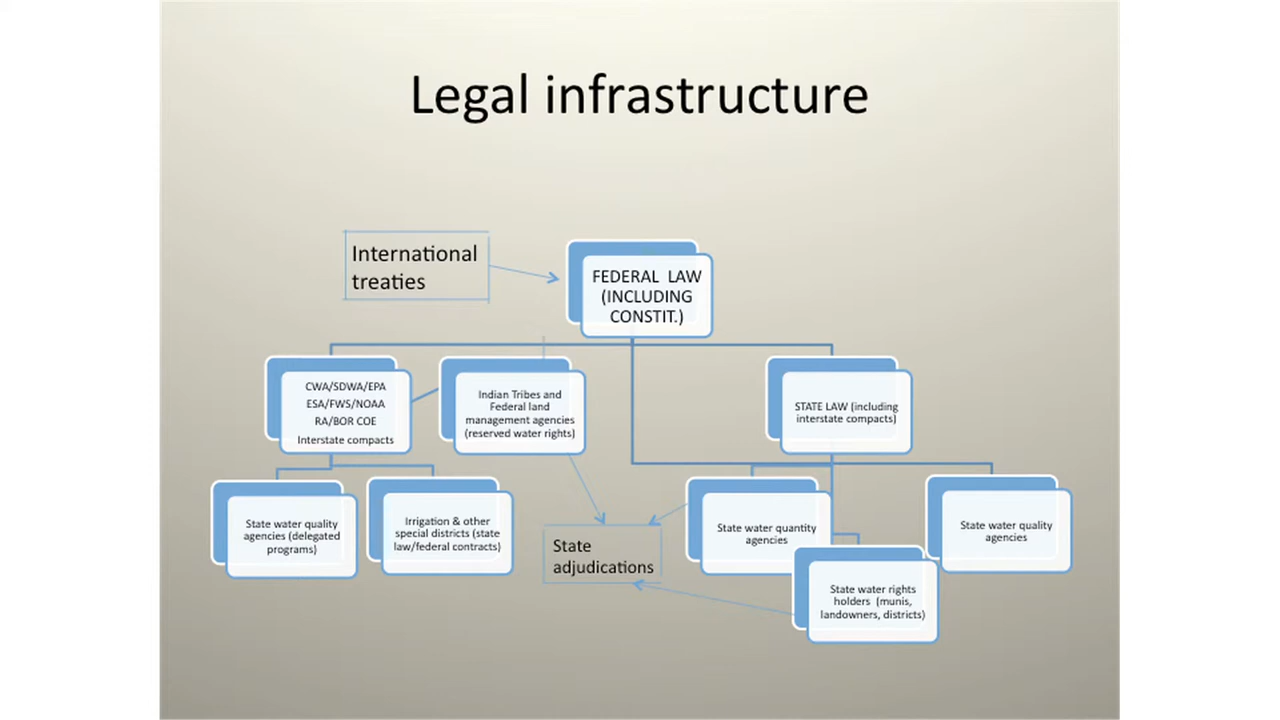 Legal infrastructure
International
treaties
FEDERAL LAW
(INCLUDING
CONSTIT.)
CWA/SDWA/EPA
ESA/FWS/NOAA
RA/BOR COE
Interstate compacts
Indian Tribes and
Federal land
management agencies
(reserved water rights)
STATE LAW (including
interstate compacts)
State water quality
agencies (delegated
programs)
Irrigation & other
special districts (state
law/federal contracts)
State
adjudications
State water quantity
agencies
State water rights
holders (munis,
landowners, districts)
State water quality
agencies